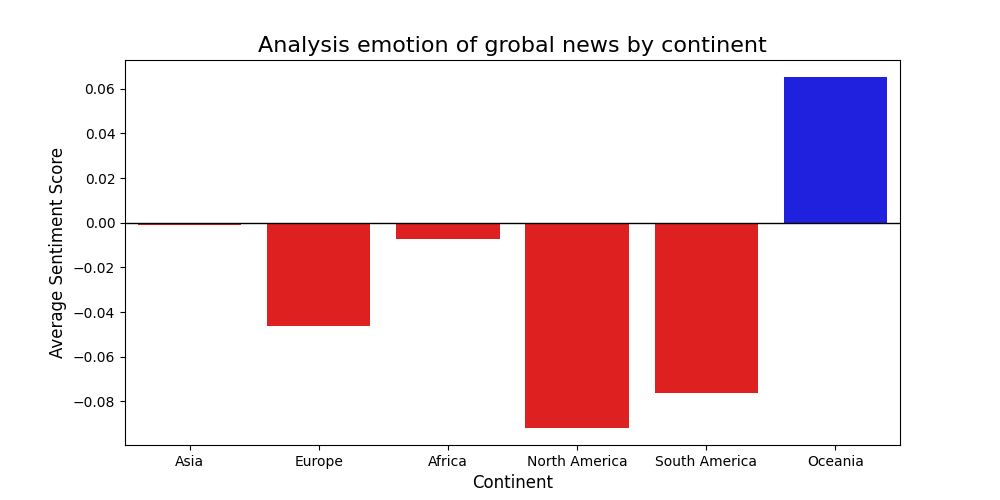 Analysis emotion of grobal news by continent
0.06
0.04
0.02
0.00
−0.02
−0.04
−0.06
−0.08
Average Sentiment Score
Asia Europe Africa North America South America Oceania
Continent